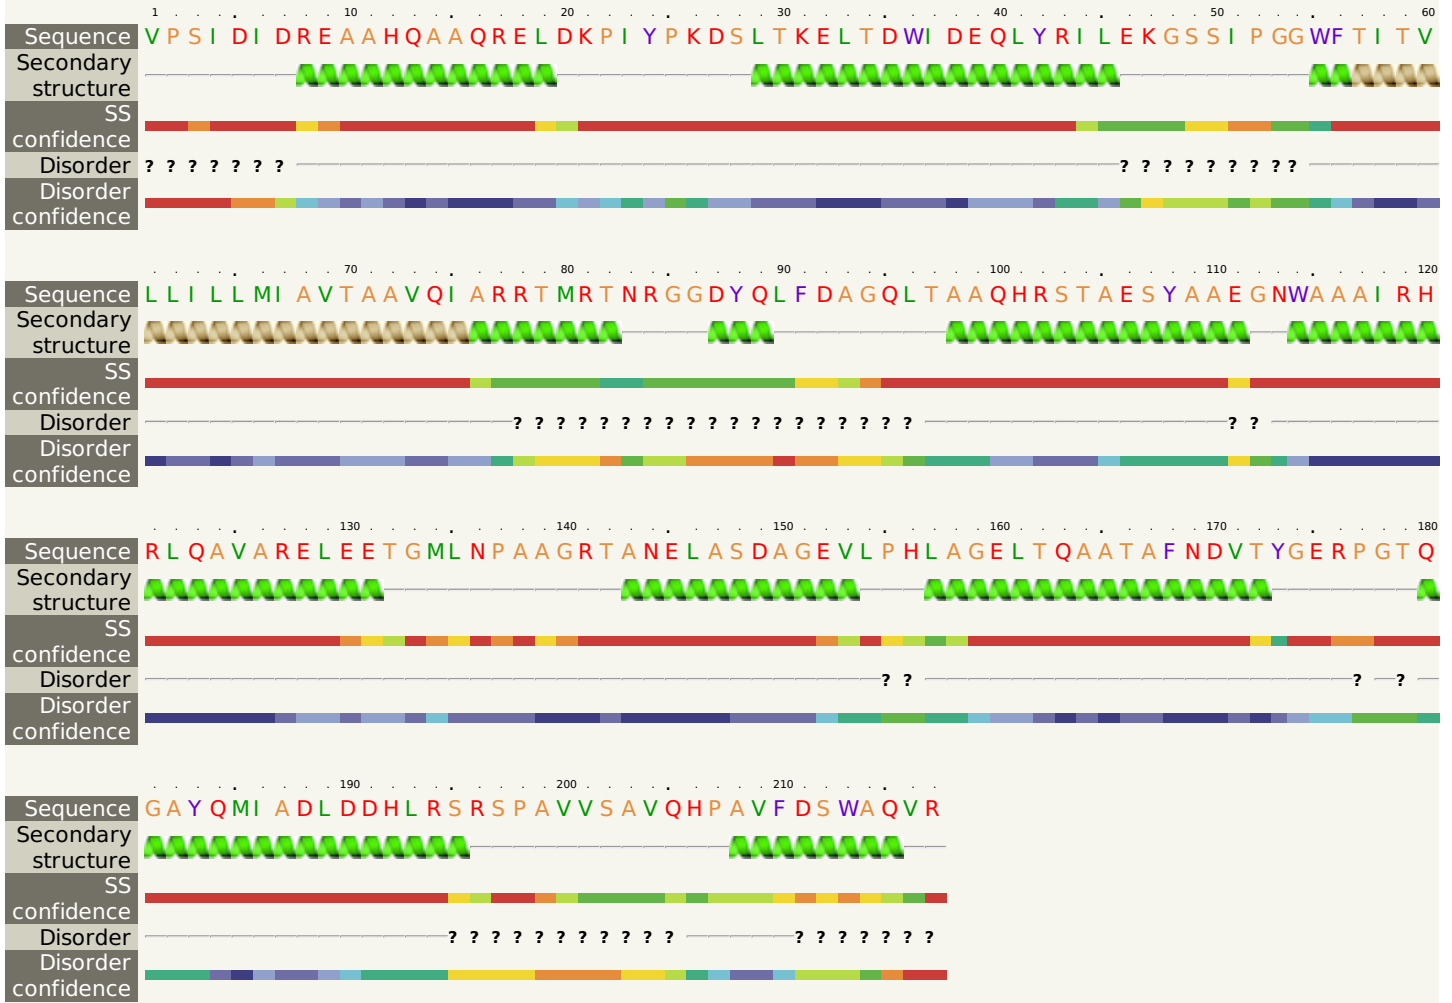 1 10 20 30 40 50 60
Sequence VPSIDIDREAAHQAAQRELDKPIYPKDSLTKELTDWIDEQLYRILEKGSSIPGGWFTITV
Secondary
structure
SS
confidence
Disorder ? ? ? ? ? ? ? ? ? ? ? ? ? ? ? ?
Disorder
confidence
70 80 90 100 110 120
Sequence LLILLMIAVTAAVQIARRTMRTNRGGDYQLFDAGQLTAAQHRSTAESYAAEGNWAAAIRH
Secondary
structure
SS
confidence
Disorder ? ? ? ? ? ? ? ? ? ? ? ? ? ? ? ? ? ? ? ? ?
Disorder
confidence
130 140 150 160 170 180
Sequence RLQAVARELEETGMLNPAAGRTANELASDAGEVLPHLAGELTQAATAFNDVTYGERPGTQ
Secondary
structure
SS
confidence
Disorder ? ? ? ?
Disorder
confidence
190 200 210
Sequence GAYQMIADLDDHLRSRSPAVVSAVQHPAVFDSWAQVR
Secondary
structure
SS
confidence
Disorder ? ? ? ? ? ? ? ? ? ? ? ? ? ? ? ? ?
Disorder
confidence